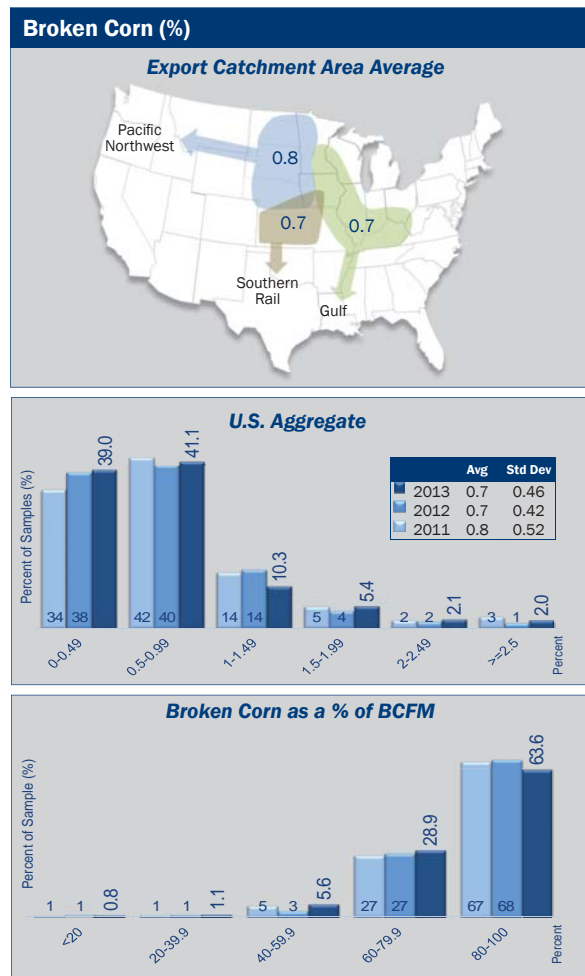 Broken Corn (%)
Export Catchment Area Average
Pacific
Northwest
0.8
0.7
0.7
Southern
Rail
Gulf
U.S. Aggregate
Percent of Samples (%)
34 38 39.0
42 40 41.1
14 14 10.3
5 4 5.4
2 2 2.1
3 1 2.0
Avg Std Dev
2013 0.7 0.46
2012 0.7 0.42
2011 0.8 0.52
0-0.49 0.5-0.99 1-1.49 1.5-1.99 2-2.49 >=2.5 Percent
Broken Corn as a % of BCFM
Percent of Sample (%)
1 1 0.8
1 1 1.1
5 3 5.6
27 27 28.9
67 68 63.6
<20 20-39.9 40-59.9 60-79.9 80-100 Percent